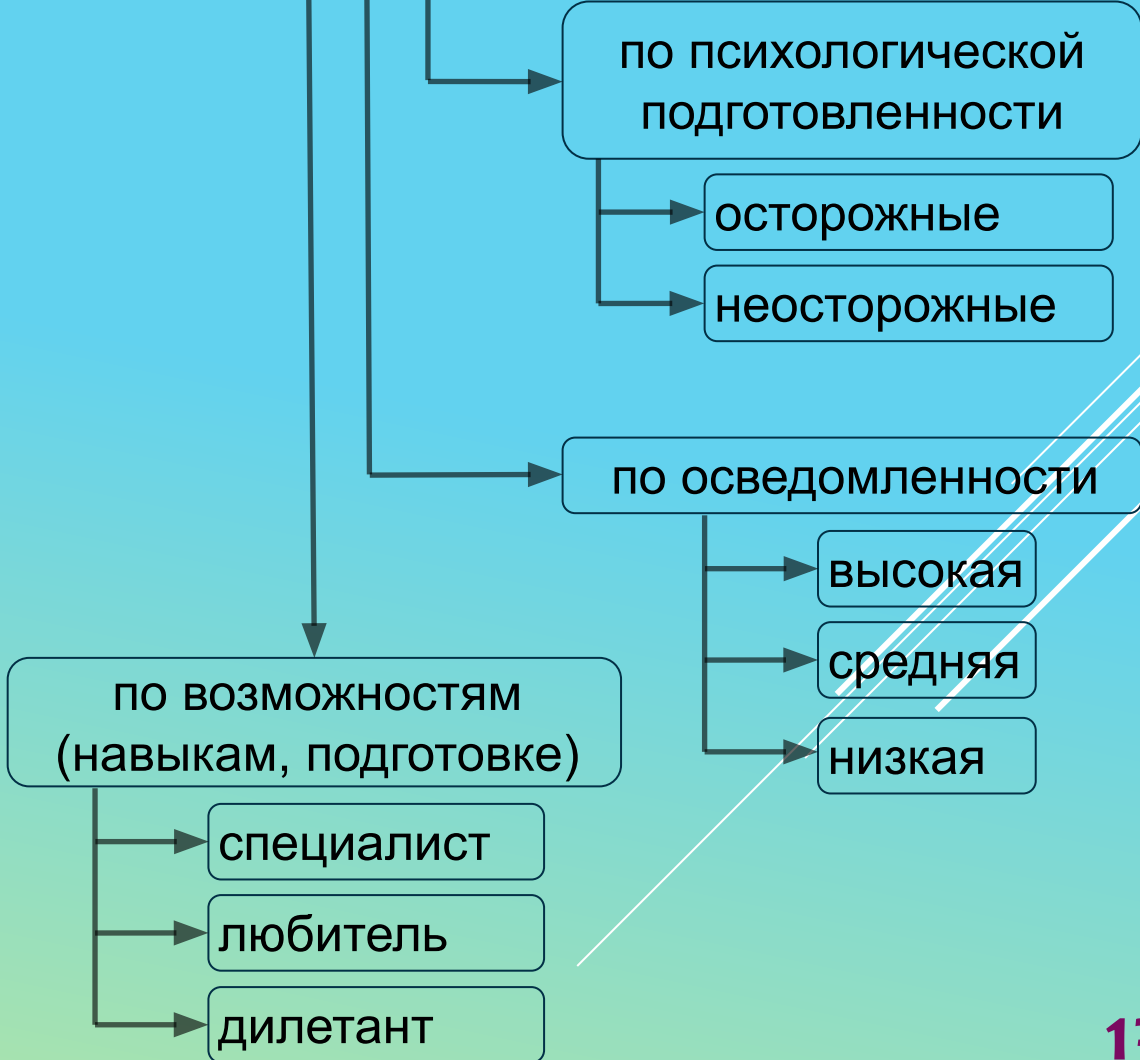 по психологической
подготовленности
осторожные
неосторожные
по осведомленности
высокая
средняя
низкая
по возможностям
(навыкам, подготовке)
специалист
любитель
дилетант